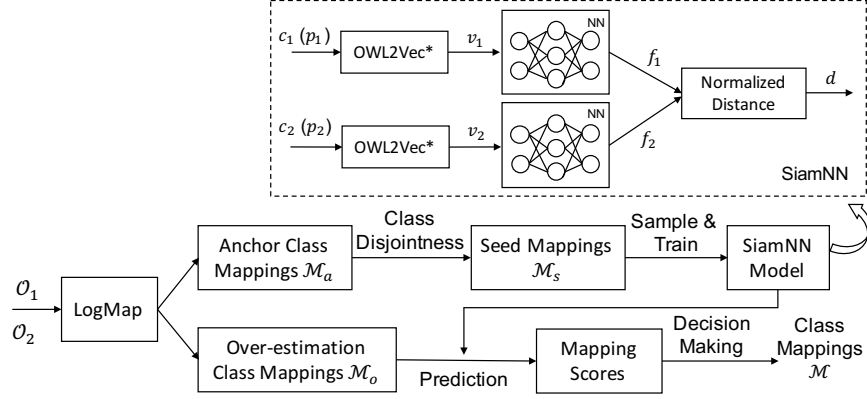 c₁ (p₁)
OWL2Vec*
v₁
NN
f₁
c₂ (p₂)
OWL2Vec*
v₂
NN
f₂
Normalized
Distance
d
SiamNN
𝒪₁
𝒪₂
LogMap
Anchor Class
Mappings ℳₐ
Class
Disjointness
Seed Mappings
ℳₛ
Sample &
Train
SiamNN
Model
Over-estimation
Class Mappings ℳₒ
Prediction
Mapping
Scores
Decision
Making
Class
Mappings
ℳ